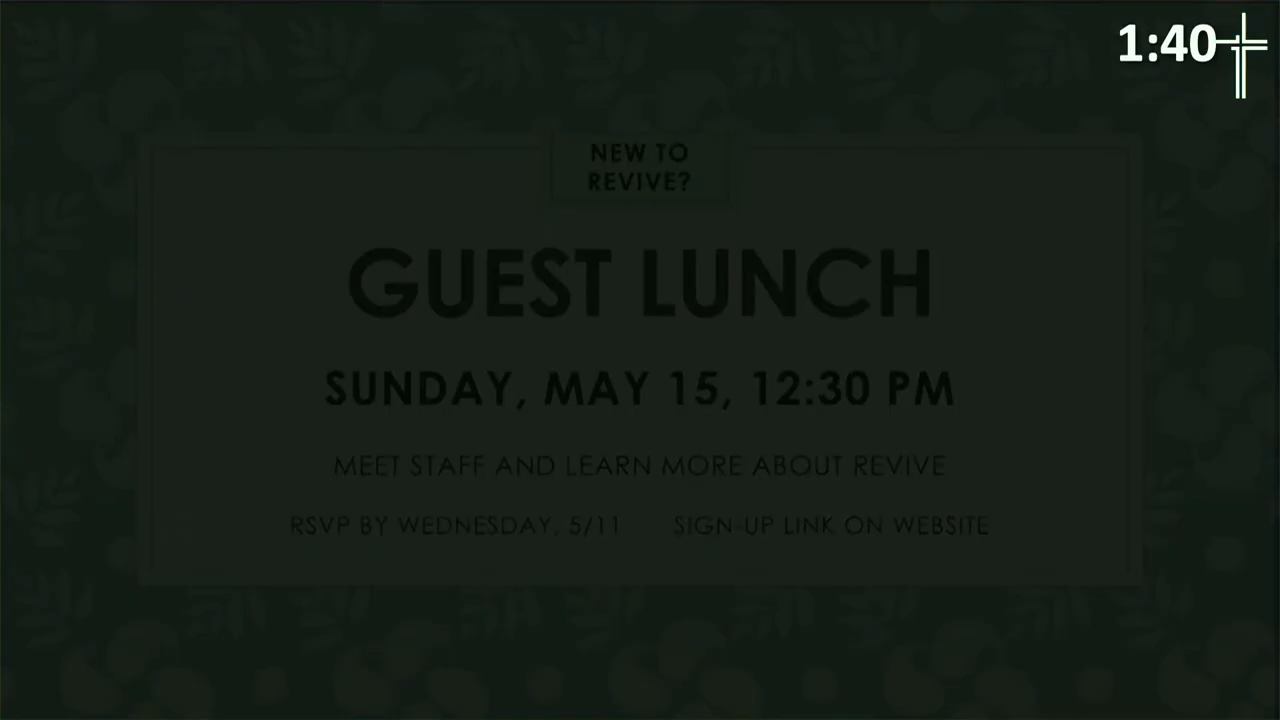 1:40
NEW TO
REVIVE?
GUEST LUNCH
SUNDAY, MAY 15, 12:30 PM
MEET STAFF AND LEARN MORE ABOUT REVIVE
RSVP BY WEDNESDAY, 5/11 SIGN-UP LINK ON WEBSITE